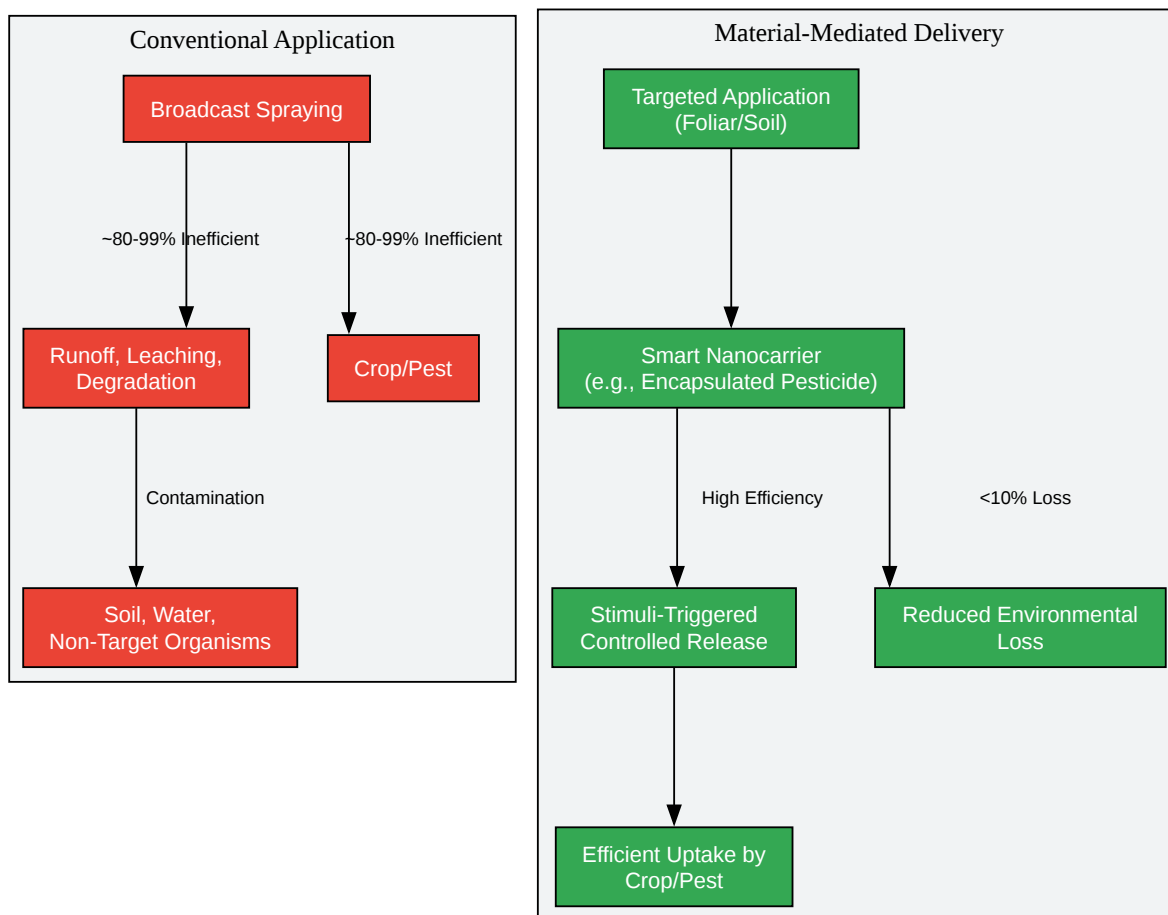 Conventional Application
Broadcast Spraying
~80-99% Inefficient
~80-99% Inefficient
Runoff, Leaching,
Degradation
Crop/Pest
Contamination
Soil, Water,
Non-Target Organisms
Material-Mediated Delivery
Targeted Application
(Foliar/Soil)
Smart Nanocarrier
(e.g., Encapsulated Pesticide)
High Efficiency
<10% Loss
Stimuli-Triggered
Controlled Release
Reduced Environmental
Loss
Efficient Uptake by
Crop/Pest